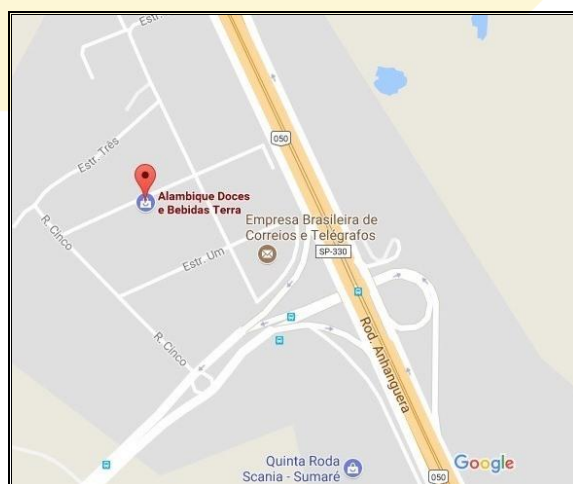 Estr.
050
Estr. Três
Alambique Doces
e Bebidas Terra
R. Cinco
Empresa Brasileira de
Correios e Telégrafos
Estr. Um
SP-330
Rod. Anhanguera
R. Cinco
Quinta Roda
Scania - Sumaré
Google
050